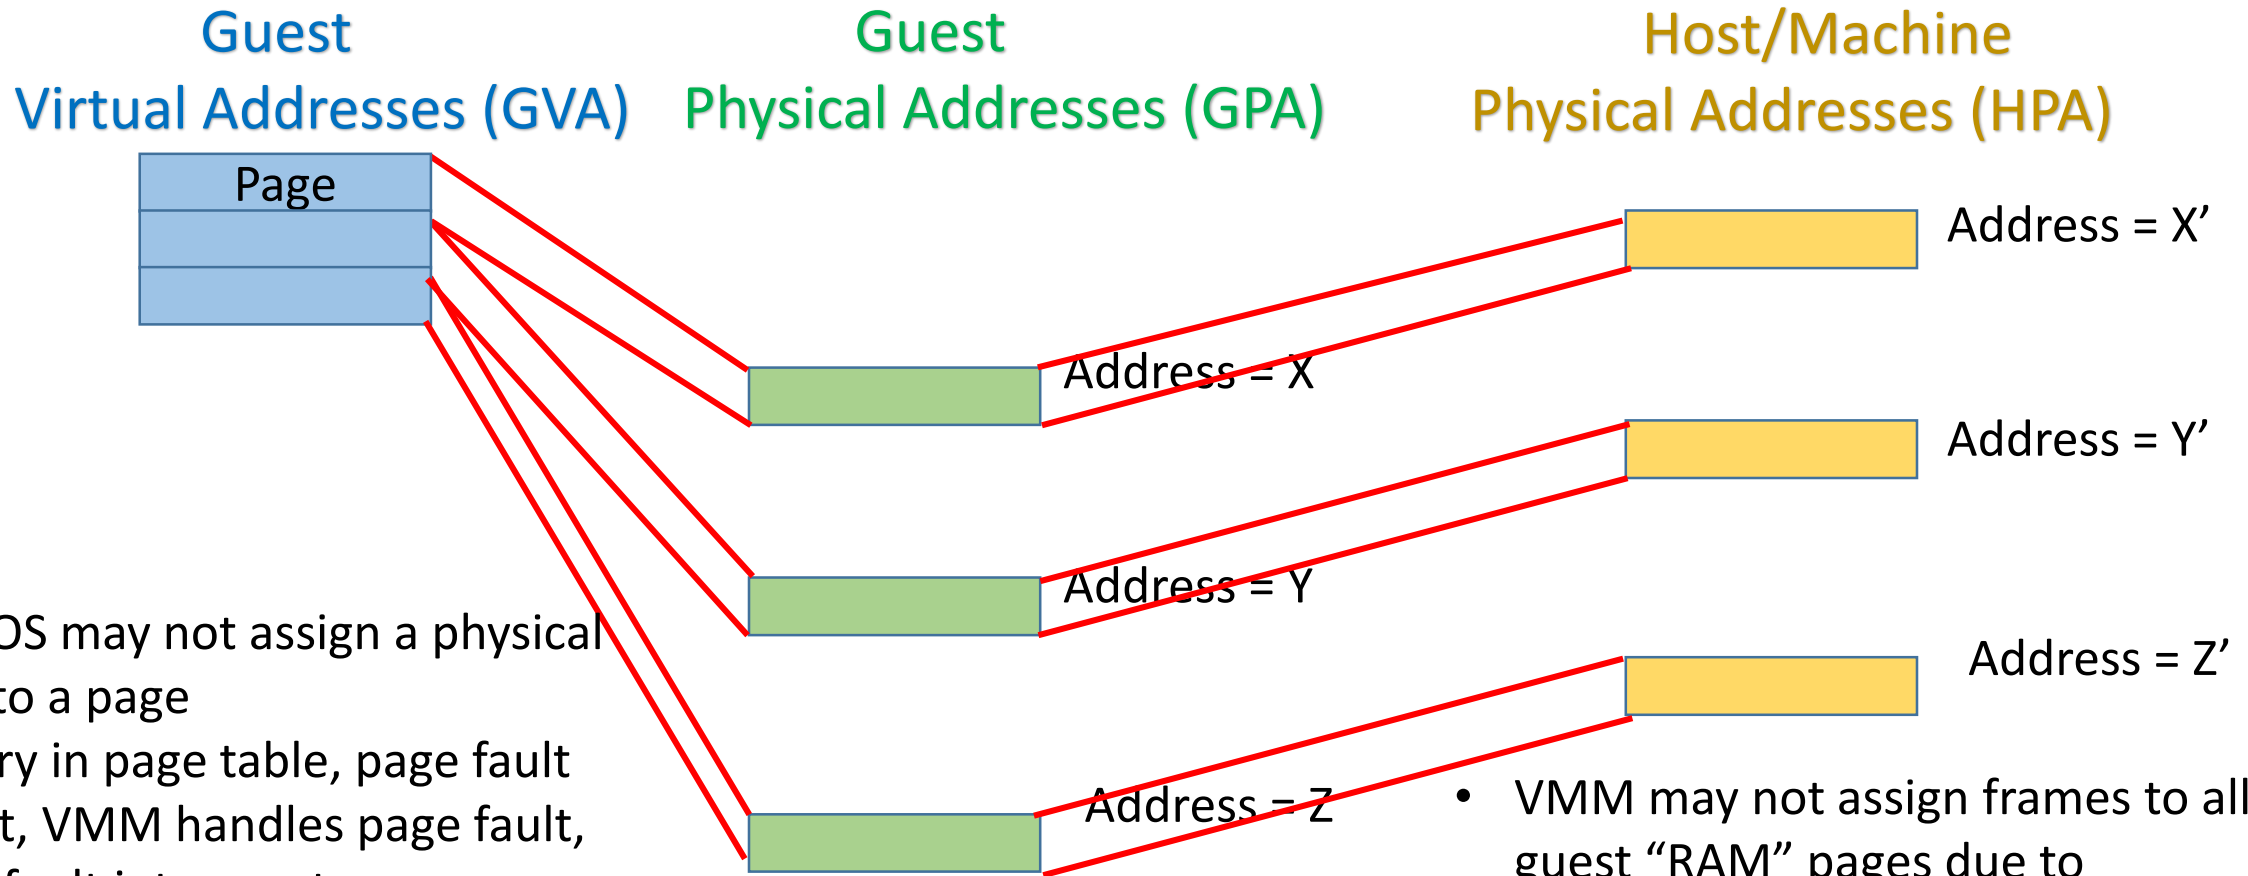 Guest
Virtual Addresses (GVA)
Guest
Physical Addresses (GPA)
Host/Machine
Physical Addresses (HPA)
Page
Address = X’
Address = X
Address = Y’
Address = Y
Address = Z’
Address = Z
OS may not assign a physical
to a page
ry in page table, page fault
t, VMM handles page fault,
• VMM may not assign frames to all
guest “RAM” pages due to